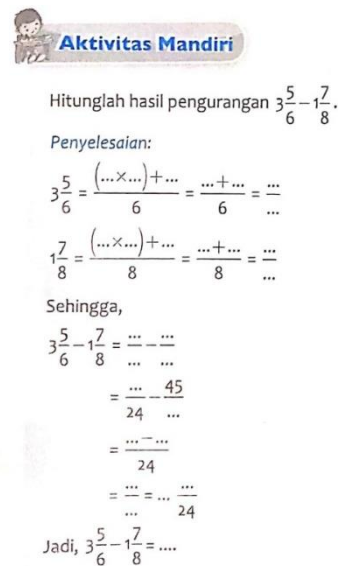 Aktivitas Mandiri
Hitunglah hasil pengurangan 3 5/6 − 1 7/8 .
Penyelesaian:
3 5/6 = (...×...)+.../6 = ...+.../6 = .../...
1 7/8 = (...×...)+.../8 = ...+.../8 = .../...
Sehingga,
3 5/6 − 1 7/8 = .../... − .../...
= .../24 − 45/...
= ...−.../24
= .../... = ... .../24
Jadi, 3 5/6 − 1 7/8 = ....